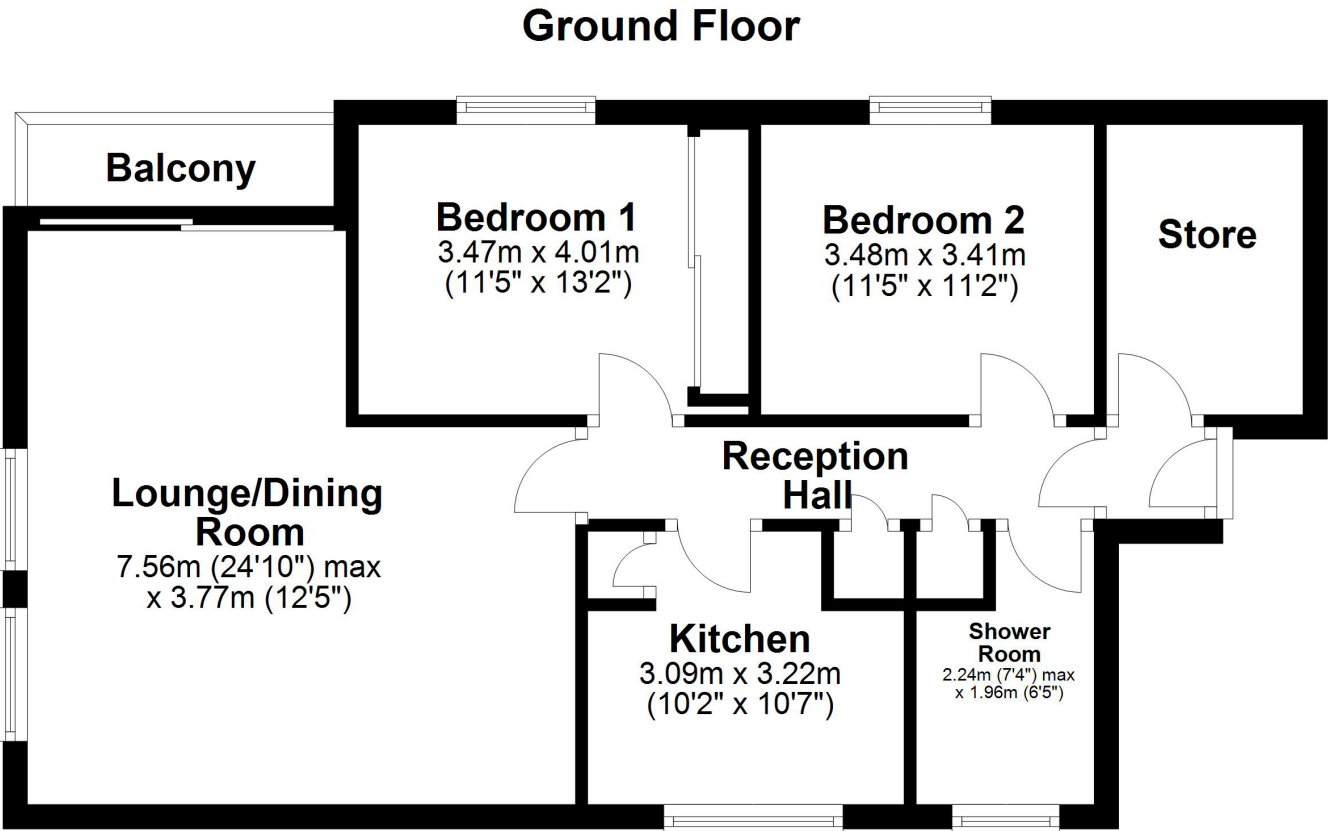 Ground Floor
Balcony
Bedroom 1
3.47m x 4.01m
(11'5" x 13'2")
Bedroom 2
3.48m x 3.41m
(11'5" x 11'2")
Store
Reception
Hall
Lounge/Dining
Room
7.56m (24'10") max
x 3.77m (12'5")
Kitchen
3.09m x 3.22m
(10'2" x 10'7")
Shower
Room
2.24m (7'4") max
x 1.96m (6'5")